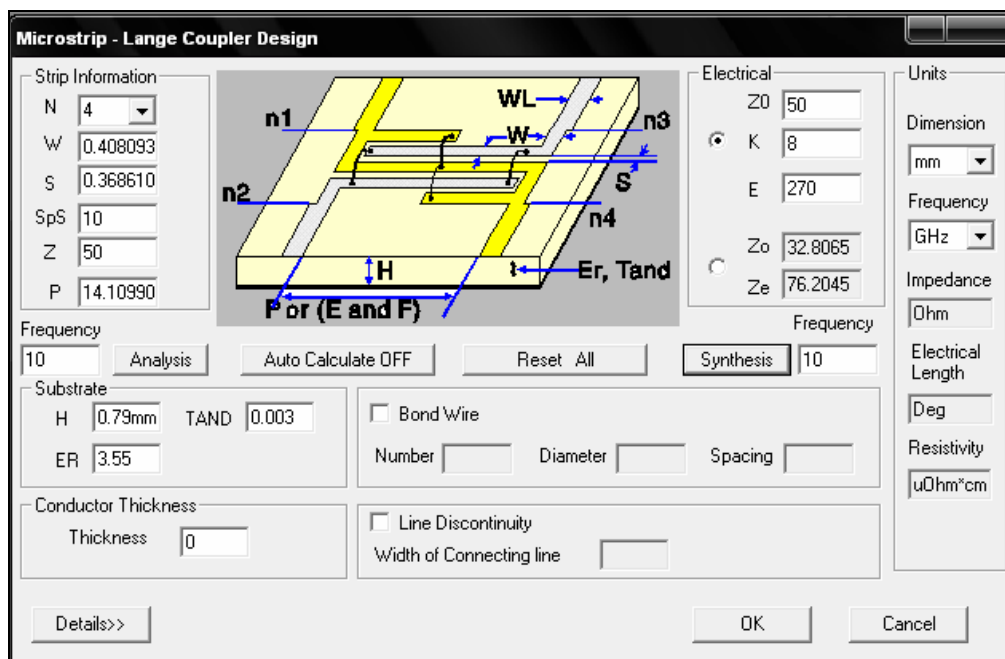 Microstrip - Lange Coupler Design
Strip Information
N 4
W 0.408093
S 0.368610
SpS 10
Z 50
P 14.10990
n1
n2
WL
W
n3
S
n4
H
Er, Tand
P or (E and F)
Electrical
Z0 50
K 8
E 270
Zo 32.8065
Ze 76.2045
Units
Dimension
mm
Frequency
GHz
Impedance
Ohm
Electrical
Length
Deg
Resistivity
uOhm*cm
Frequency
10
Analysis
Auto Calculate OFF
Reset All
Synthesis
Frequency
10
Substrate
H 0.79mm TAND 0.003
ER 3.55
Bond Wire
Number Diameter Spacing
Conductor Thickness
Thickness 0
Line Discontinuity
Width of Connecting line
Details>>
OK
Cancel